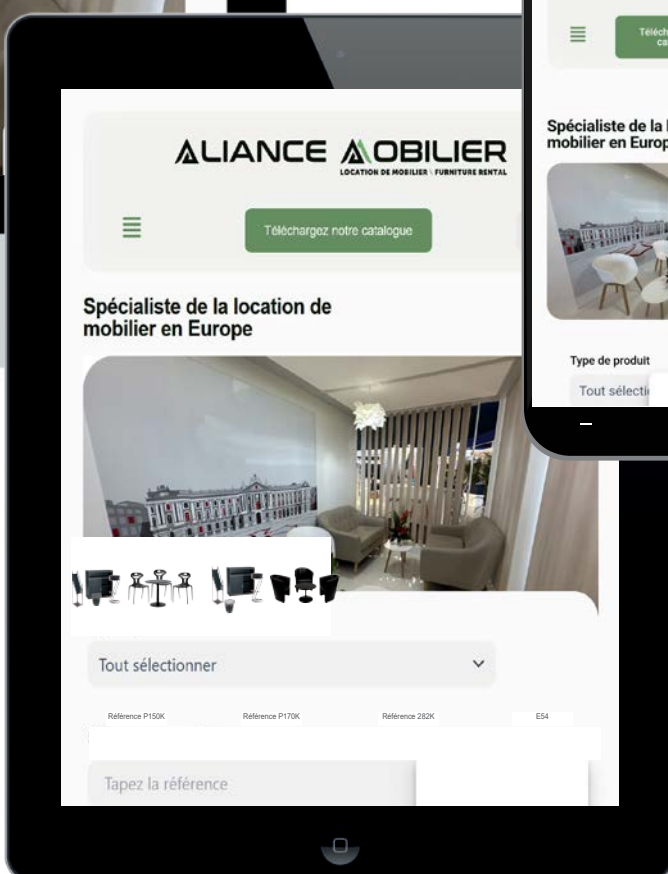 ALIANCE MOBILIER
LOCATION DE MOBILIER \ FURNITURE RENTAL
Téléchargez notre catalogue
Spécialiste de la location de
mobilier en Europe
Tout sélectionner
Référence P150K Référence P170K Référence 282K E54
Tapez la référence
Spécialiste de la
mobilier en Europ
Type de produit
Tout sélecti